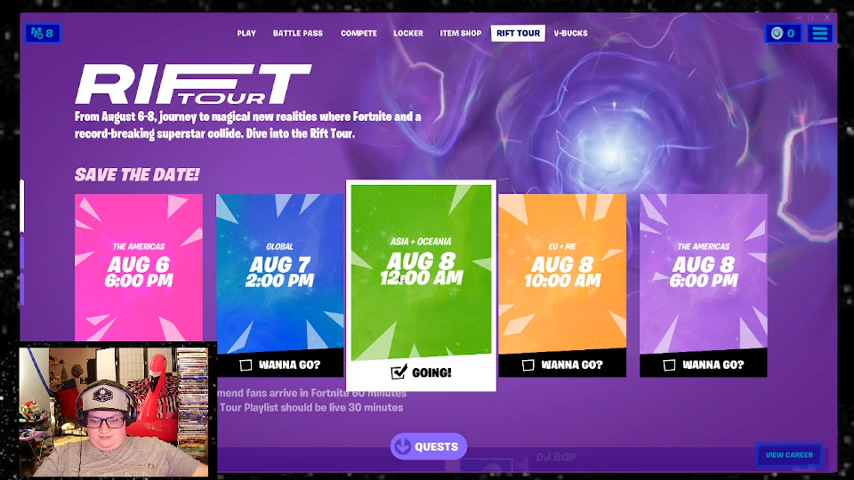 8
PLAY
BATTLE PASS
COMPETE
LOCKER
ITEM SHOP
RIFT TOUR
V-BUCKS
0
RIFT
TOUR
From August 6-8, journey to magical new realities where Fortnite and a
record-breaking superstar collide. Dive into the Rift Tour.
SAVE THE DATE!
THE AMERICAS
AUG 6
6:00 PM
GLOBAL
AUG 7
2:00 PM
WANNA GO?
ASIA + OCEANIA
AUG 8
12:00 AM
GOING!
EU + ME
AUG 8
10:00 AM
WANNA GO?
THE AMERICAS
AUG 8
6:00 PM
WANNA GO?
mend fans arrive in Fortnite 60 minutes
Tour Playlist should be live 30 minutes
QUESTS
DJ BOP
VIEW CAREER